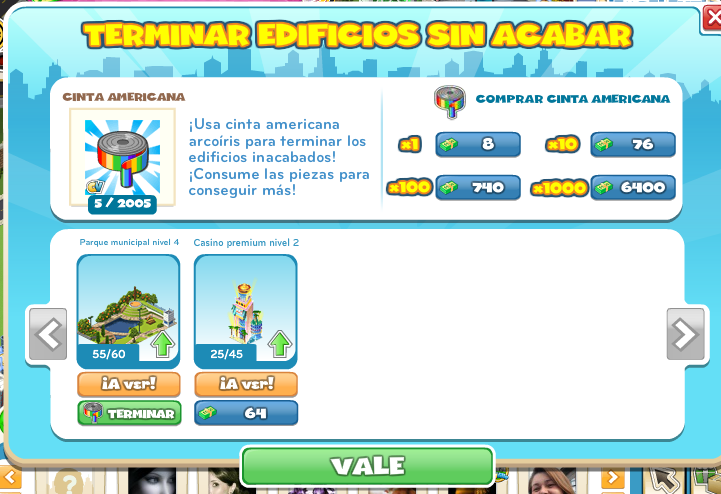 TERMINAR EDIFICIOS SIN ACABAR
CINTA AMERICANA
¡Usa cinta americana
arcoíris para terminar los
edificios inacabados!
¡Consume las piezas para
conseguir más!
CV
5 / 2005
COMPRAR CINTA AMERICANA
x1 8
x10 76
x100 740
x1000 6400
Parque municipal nivel 4
55/60
¡A ver!
TERMINAR
Casino premium nivel 2
25/45
¡A ver!
64
VALE